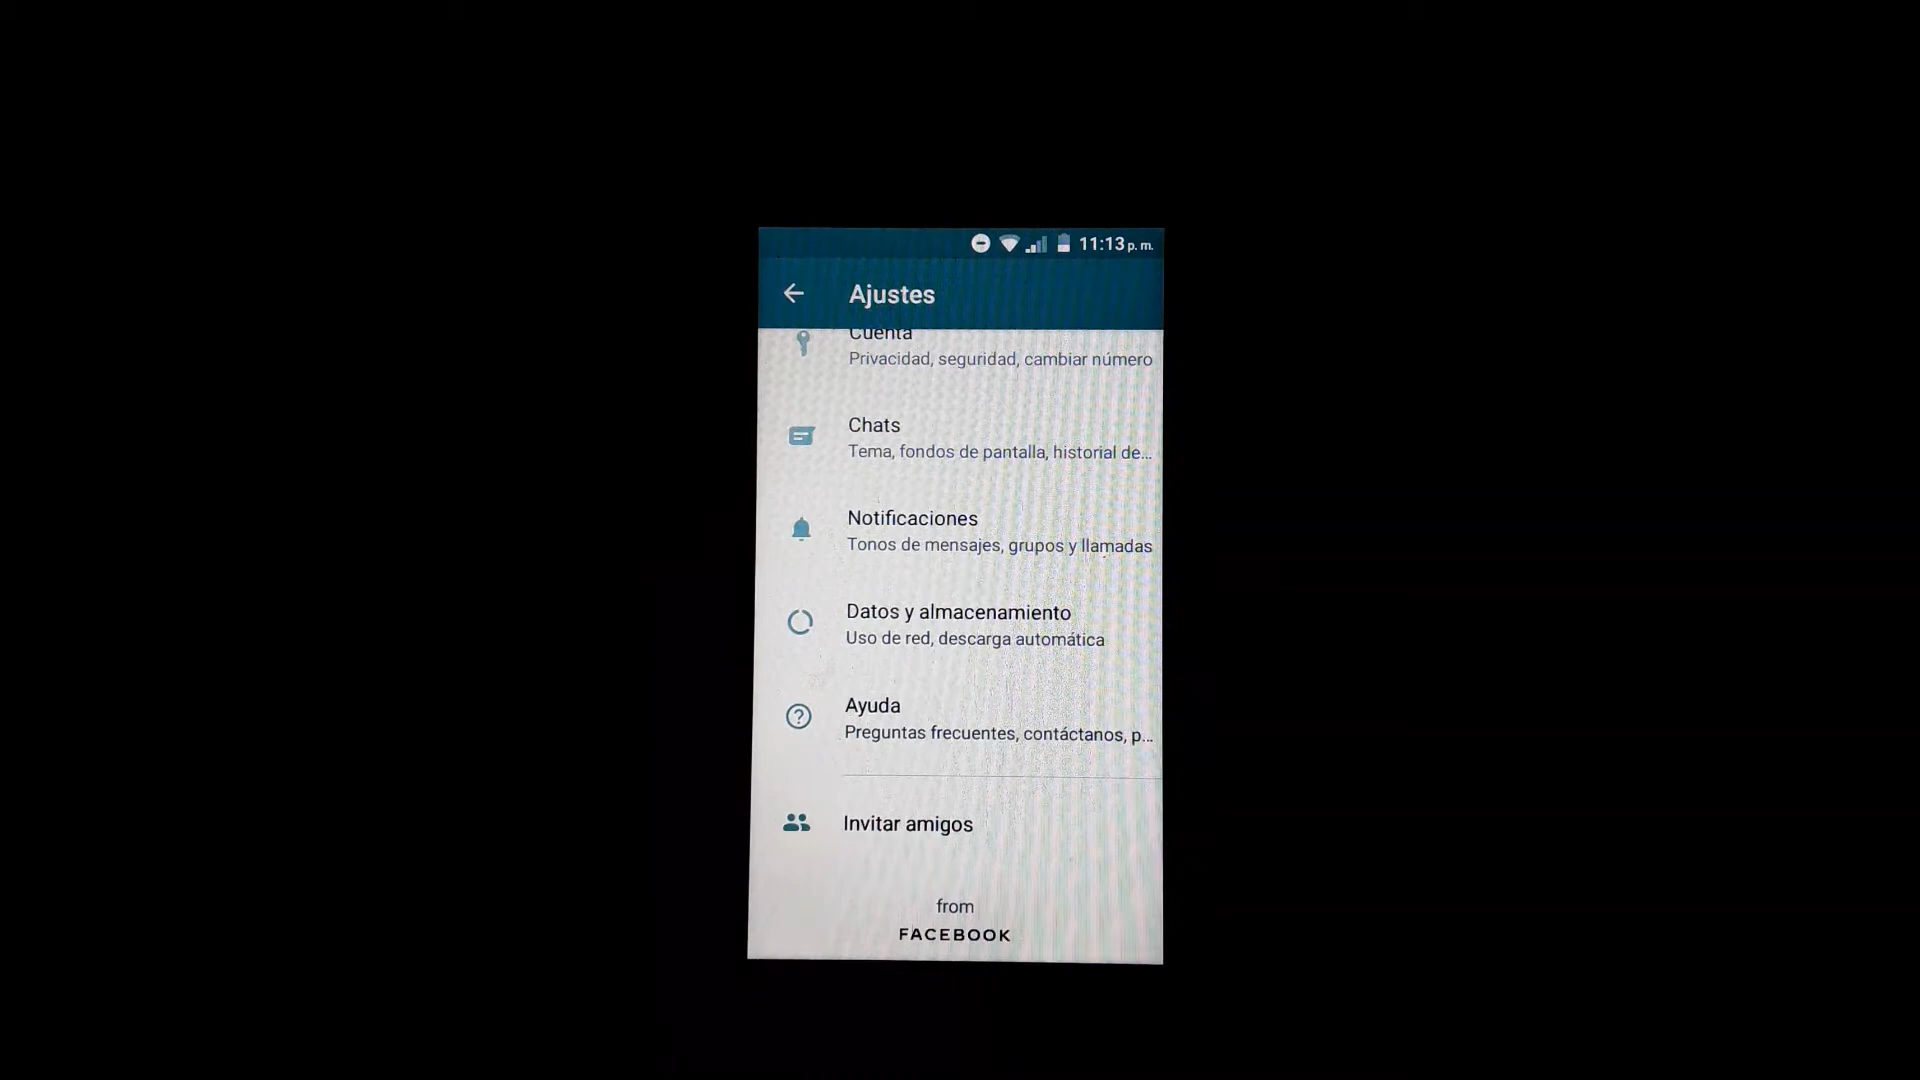 11:13 p. m.
Ajustes
Cuenta
Privacidad, seguridad, cambiar número
Chats
Tema, fondos de pantalla, historial de...
Notificaciones
Tonos de mensajes, grupos y llamadas
Datos y almacenamiento
Uso de red, descarga automática
Ayuda
Preguntas frecuentes, contáctanos, p...
Invitar amigos
from
FACEBOOK